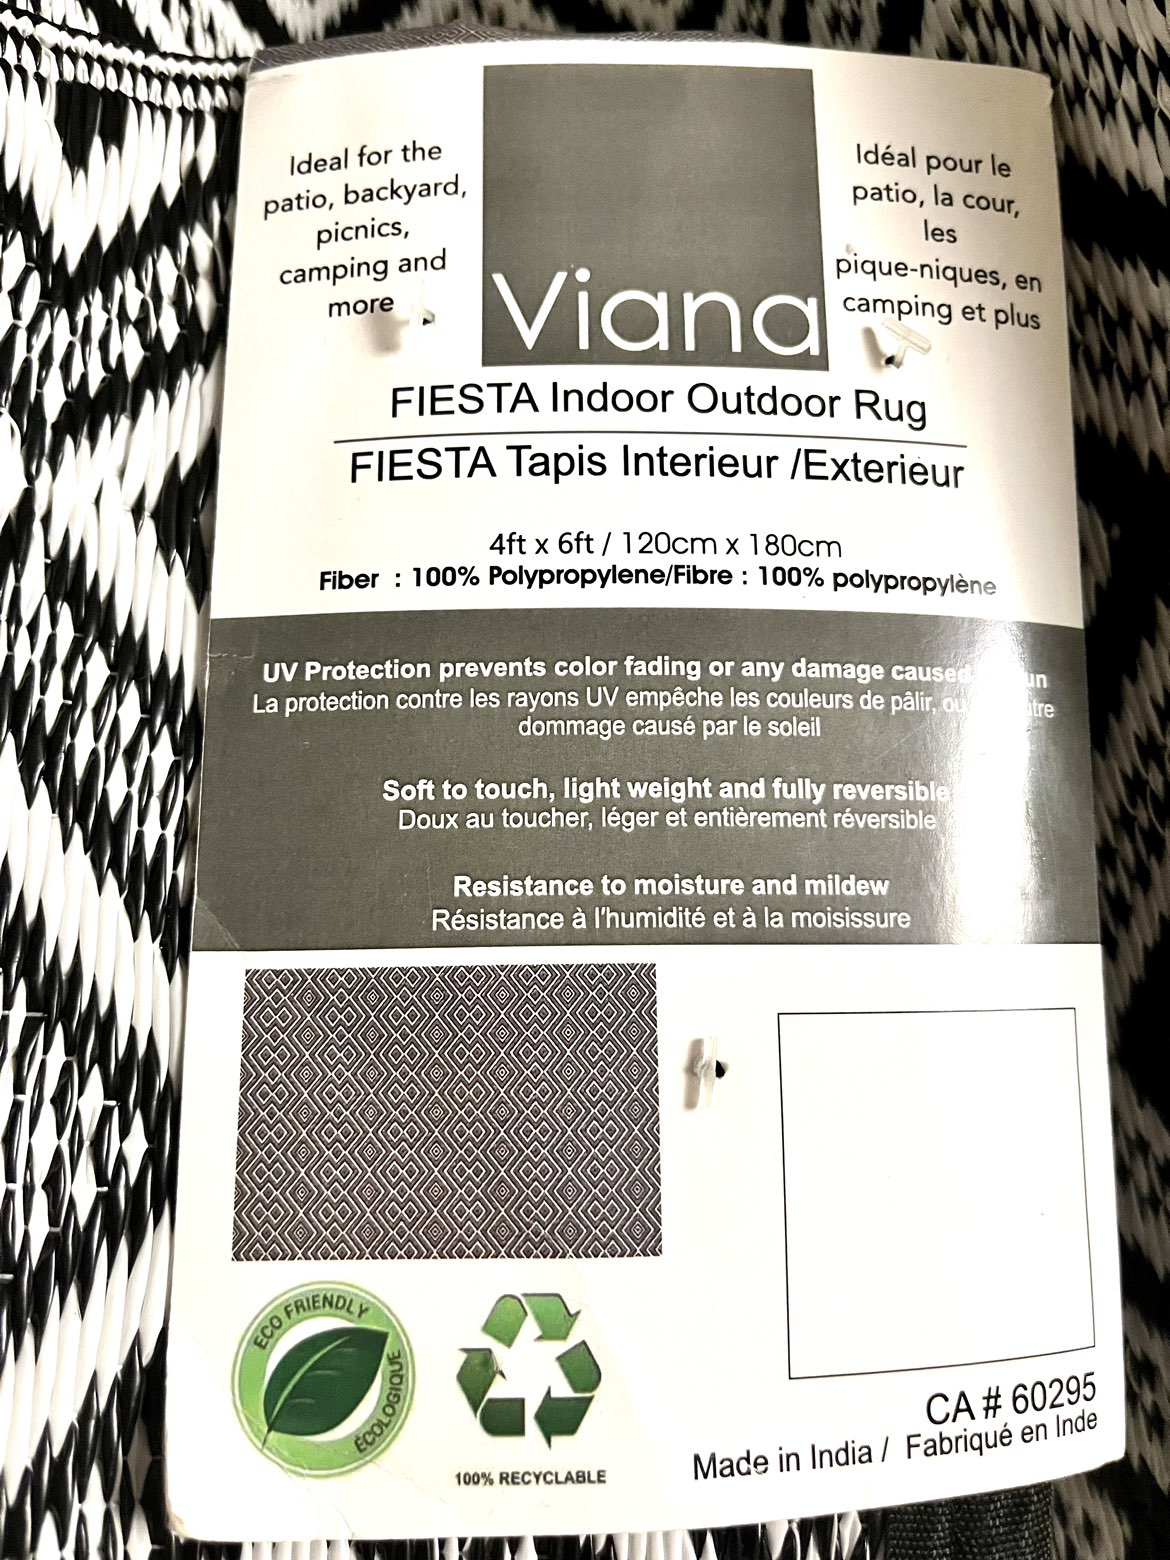 Ideal for the
patio, backyard,
picnics,
camping and
more
Viana
Idéal pour le
patio, la cour,
les
pique-niques, en
camping et plus
FIESTA Indoor Outdoor Rug
FIESTA Tapis Interieur /Exterieur
4ft x 6ft / 120cm x 180cm
Fiber : 100% Polypropylene/Fibre : 100% polypropylène
UV Protection prevents color fading or any damage caused
La protection contre les rayons UV empêche les couleurs de pâlir, ou
dommage causé par le soleil
Soft to touch, light weight and fully reversible
Doux au toucher, léger et entièrement réversible
Resistance to moisture and mildew
Résistance à l'humidité et à la moisissure
ECO FRIENDLY
ÉCOLOGIQUE
100% RECYCLABLE
CA # 60295
Made in India / Fabriqué en Inde